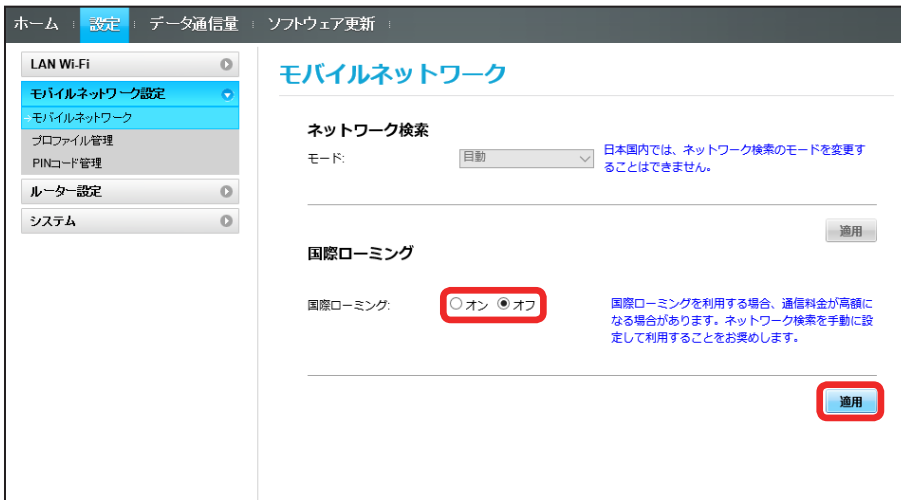 ホーム 設定 データ通信量 ソフトウェア更新
LAN Wi-Fi
モバイルネットワーク設定
→モバイルネットワーク
プロファイル管理
PINコード管理
ルーター設定
システム
モバイルネットワーク
ネットワーク検索
モード: 自動
日本国内では、ネットワーク検索のモードを変更す
ることはできません。
適用
国際ローミング
国際ローミング: オン オフ
国際ローミングを利用する場合、通信料金が高額に
なる場合があります。ネットワーク検索を手動に設
定して利用することをお奨めします。
適用